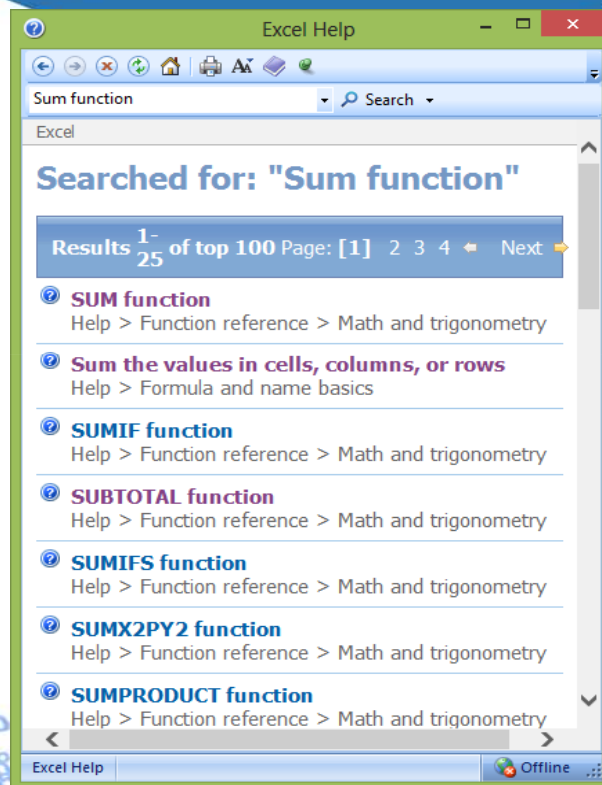 Excel Help
Sum function
Search
Excel
Searched for: "Sum function"
Results 1-25 of top 100 Page: [1] 2 3 4 Next
SUM function
Help > Function reference > Math and trigonometry
Sum the values in cells, columns, or rows
Help > Formula and name basics
SUMIF function
Help > Function reference > Math and trigonometry
SUBTOTAL function
Help > Function reference > Math and trigonometry
SUMIFS function
Help > Function reference > Math and trigonometry
SUMX2PY2 function
Help > Function reference > Math and trigonometry
SUMPRODUCT function
Help > Function reference > Math and trigonometry
Excel Help
Offline